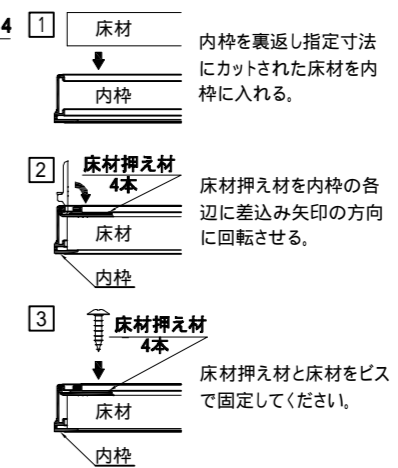 4
1
床材
内枠
内枠を裏返し指定寸法
にカットされた床材を内
枠に入れる。
2
床材押え材
4本
床材
内枠
床材押え材を内枠の各
辺に差込み矢印の方向
に回転させる。
3
床材押え材
4本
床材
内枠
床材押え材と床材をビス
で固定してください。